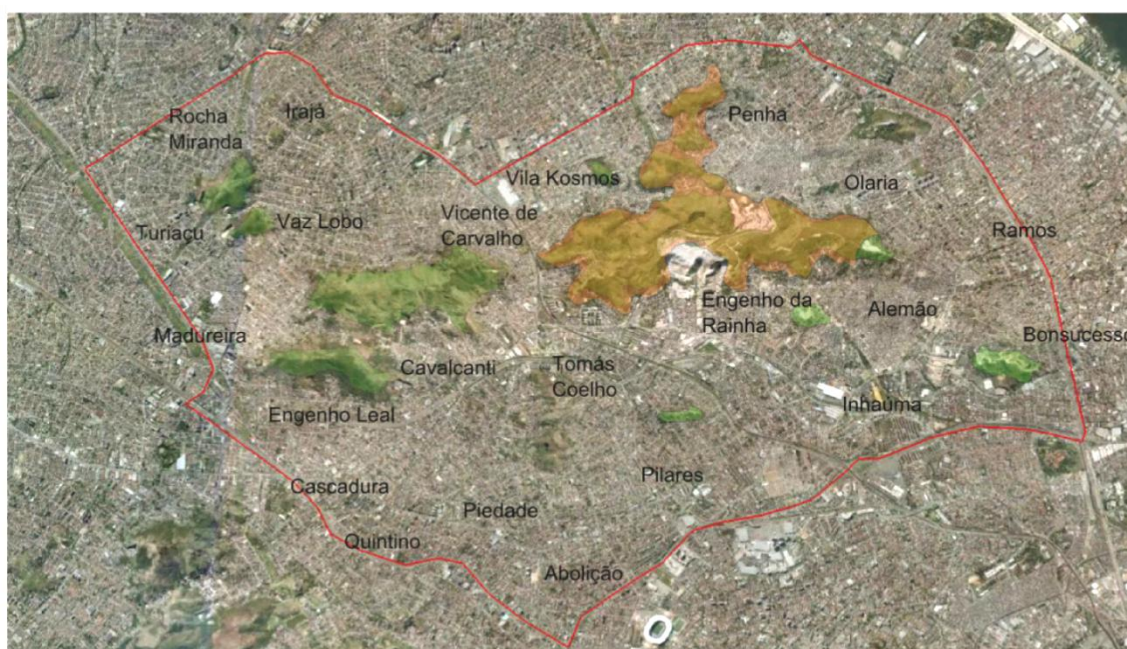 Rocha
Miranda
Irajá
Penha
Vila Kosmos
Olaria
Turiaçu
Vaz Lobo
Vicente de
Carvalho
Ramos
Engenho da
Rainha
Alemão
Madureira
Bonsucesso
Cavalcanti
Tomás
Coelho
Engenho Leal
Inhaúma
Pilares
Cascadura
Piedade
Quintino
Abolição